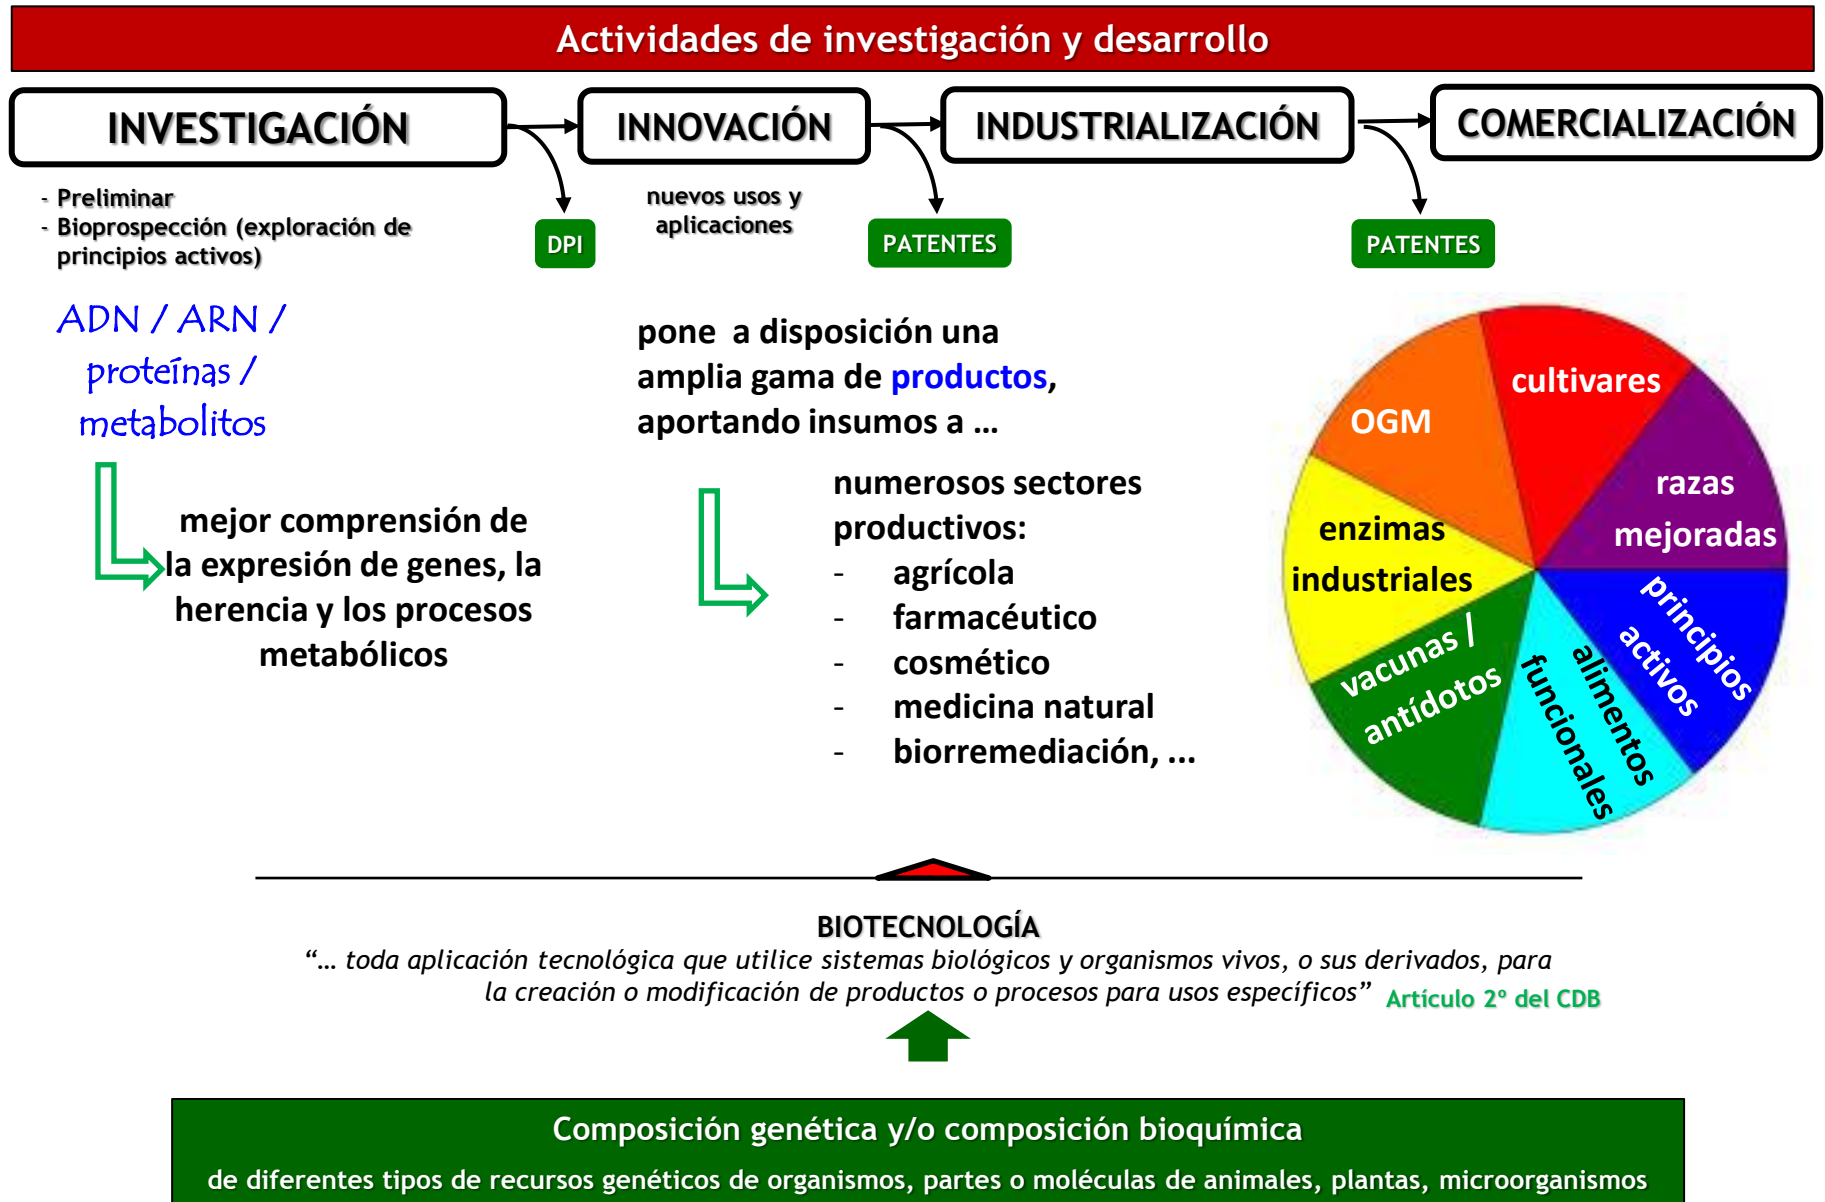 Actividades de investigación y desarrollo
INVESTIGACIÓN
INNOVACIÓN
INDUSTRIALIZACIÓN
COMERCIALIZACIÓN
- Preliminar
- Bioprospección (exploración de
principios activos)
DPI
nuevos usos y
aplicaciones
PATENTES
PATENTES
ADN / ARN /
proteínas /
metabolitos
mejor comprensión de
la expresión de genes, la
herencia y los procesos
metabólicos
pone a disposición una
amplia gama de productos,
aportando insumos a ...
numerosos sectores
productivos:
- agrícola
- farmacéutico
- cosmético
- medicina natural
- biorremediación, ...
OGM
cultivares
razas
mejoradas
enzimas
industriales
principios
activos
vacunas /
antídotos
alimentos
funcionales
BIOTECNOLOGÍA
“... toda aplicación tecnológica que utilice sistemas biológicos y organismos vivos, o sus derivados, para
la creación o modificación de productos o procesos para usos específicos” Artículo 2º del CDB
Composición genética y/o composición bioquímica
de diferentes tipos de recursos genéticos de organismos, partes o moléculas de animales, plantas, microorganismos